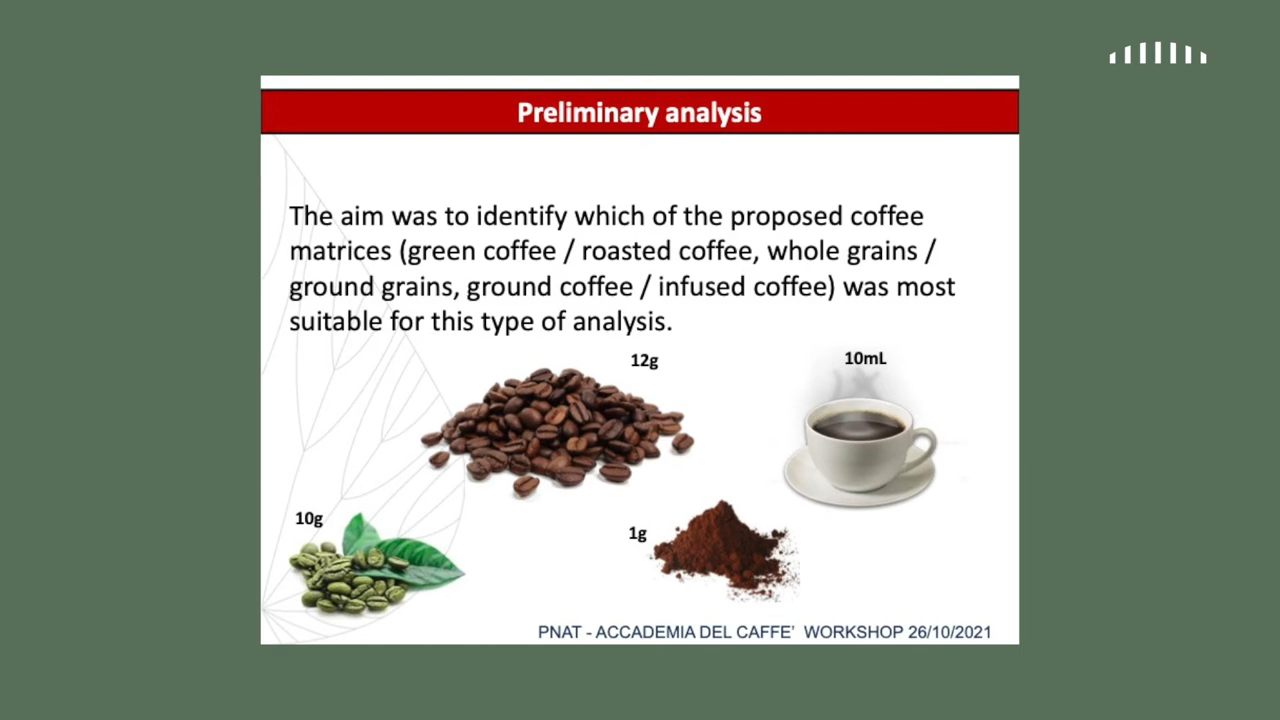 Preliminary analysis
The aim was to identify which of the proposed coffee
matrices (green coffee / roasted coffee, whole grains /
ground grains, ground coffee / infused coffee) was most
suitable for this type of analysis.
12g
10mL
10g
1g
PNAT - ACCADEMIA DEL CAFFE’  WORKSHOP 26/10/2021